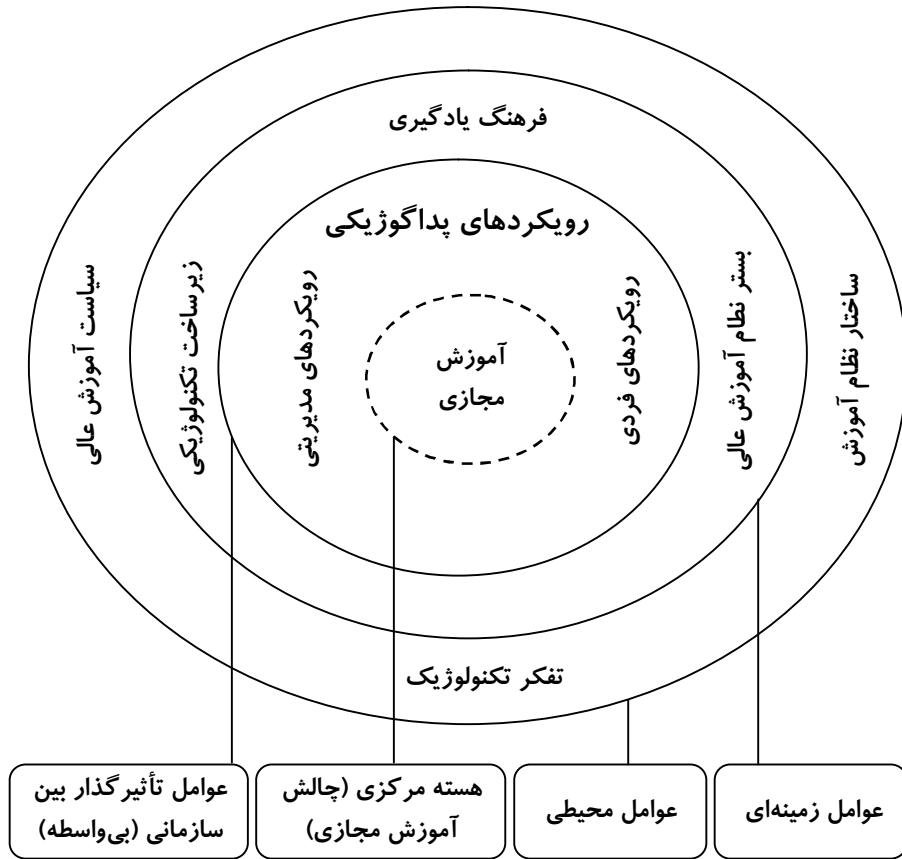 فرهنگ یادگیری
رویکردهای پداگوژیکی
ساختار نظام آموزش
بستر نظام آموزش عالی
رویکردهای فردی
آموزش
مجازی
رویکردهای مدیریتی
زیرساخت تکنولوژیکی
سیاست آموزش عالی
تفکر تکنولوژیک
عوامل زمینه‌ای
عوامل محیطی
هسته مرکزی (چالش
آموزش مجازی)
عوامل تأثیرگذار بین
سازمانی (بی‌واسطه)